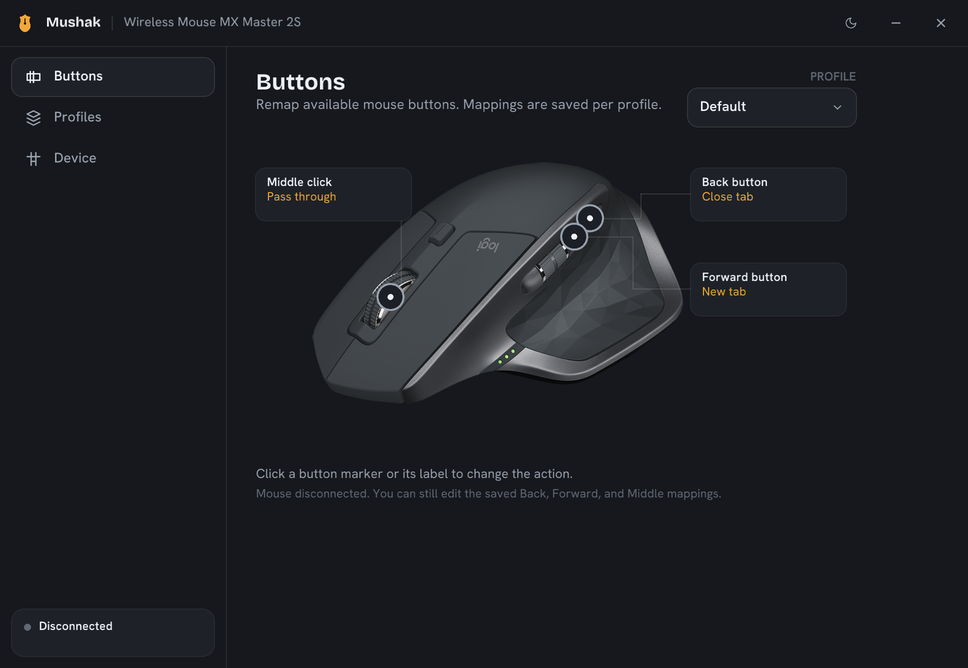 Mushak
Wireless Mouse MX Master 2S
Buttons
Profiles
Device
Disconnected
Buttons
Remap available mouse buttons. Mappings are saved per profile.
PROFILE
Default
Middle click
Pass through
Back button
Close tab
Forward button
New tab
logi
Click a button marker or its label to change the action.
Mouse disconnected. You can still edit the saved Back, Forward, and Middle mappings.